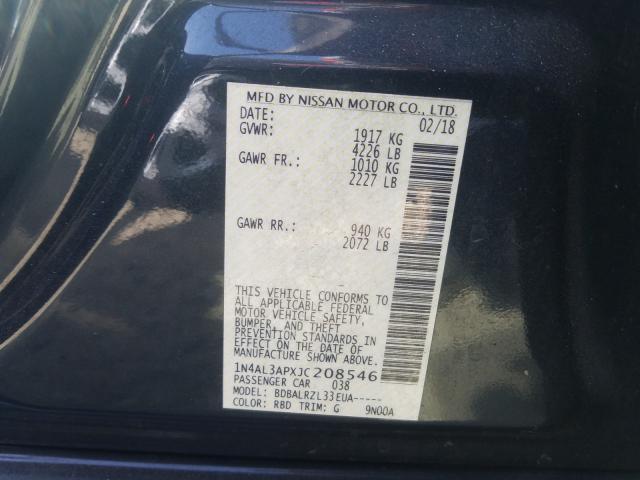 MFD BY NISSAN MOTOR CO., LTD.
DATE: 02/18
GVWR: 1917 KG
4226 LB
GAWR FR.: 1010 KG
2227 LB
GAWR RR.: 940 KG
2072 LB
THIS VEHICLE CONFORMS TO
ALL APPLICABLE FEDERAL
MOTOR VEHICLE SAFETY,
BUMPER, AND THEFT
PREVENTION STANDARDS IN
EFFECT ON THE DATE OF
MANUFACTURE SHOWN ABOVE.
1N4AL3APXJC208546
PASSENGER CAR 038
MODEL: BDBALRZL33EUA-----
COLOR: RBD TRIM: G 9N00A